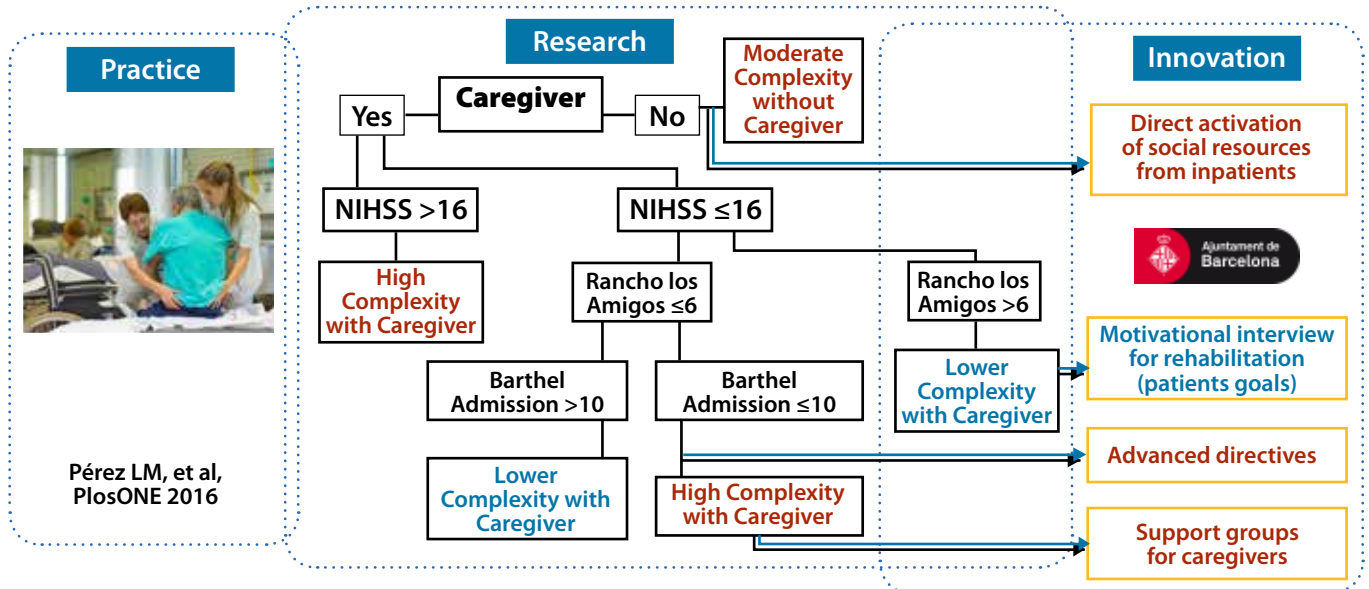 Practice
Research
Innovation
Caregiver
Yes
No
Moderate
Complexity
without
Caregiver
Direct activation
of social resources
from inpatients
NIHSS >16
NIHSS ≤16
High
Complexity
with Caregiver
Rancho los
Amigos ≤6
Rancho los
Amigos >6
Ajuntament de
Barcelona
Barthel
Admission >10
Barthel
Admission ≤10
Lower
Complexity
with Caregiver
Motivational interview
for rehabilitation
(patients goals)
Pérez LM, et al,
PlosONE 2016
Lower
Complexity with
Caregiver
High Complexity
with Caregiver
Advanced directives
Support groups
for caregivers